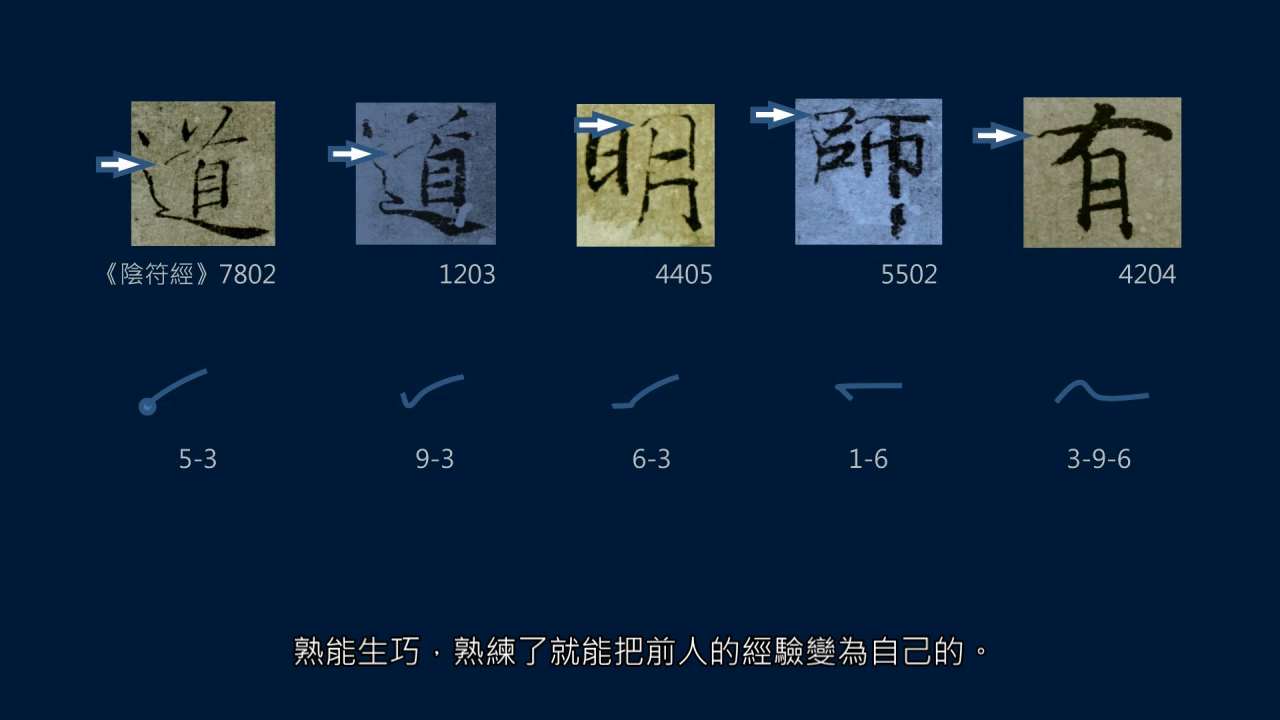 道 道 明 師 有
《陰符經》7802 1203 4405 5502 4204
5-3 9-3 6-3 1-6 3-9-6
熟能生巧，熟練了就能把前人的經驗變為自己的。